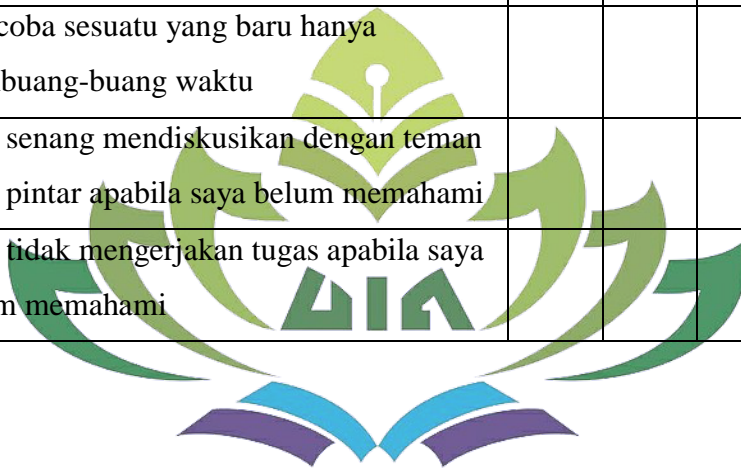 coba sesuatu yang baru hanya
buang-buang waktu
senang mendiskusikan dengan teman
pintar apabila saya belum memahami
tidak mengerjakan tugas apabila saya
memahami
UIN